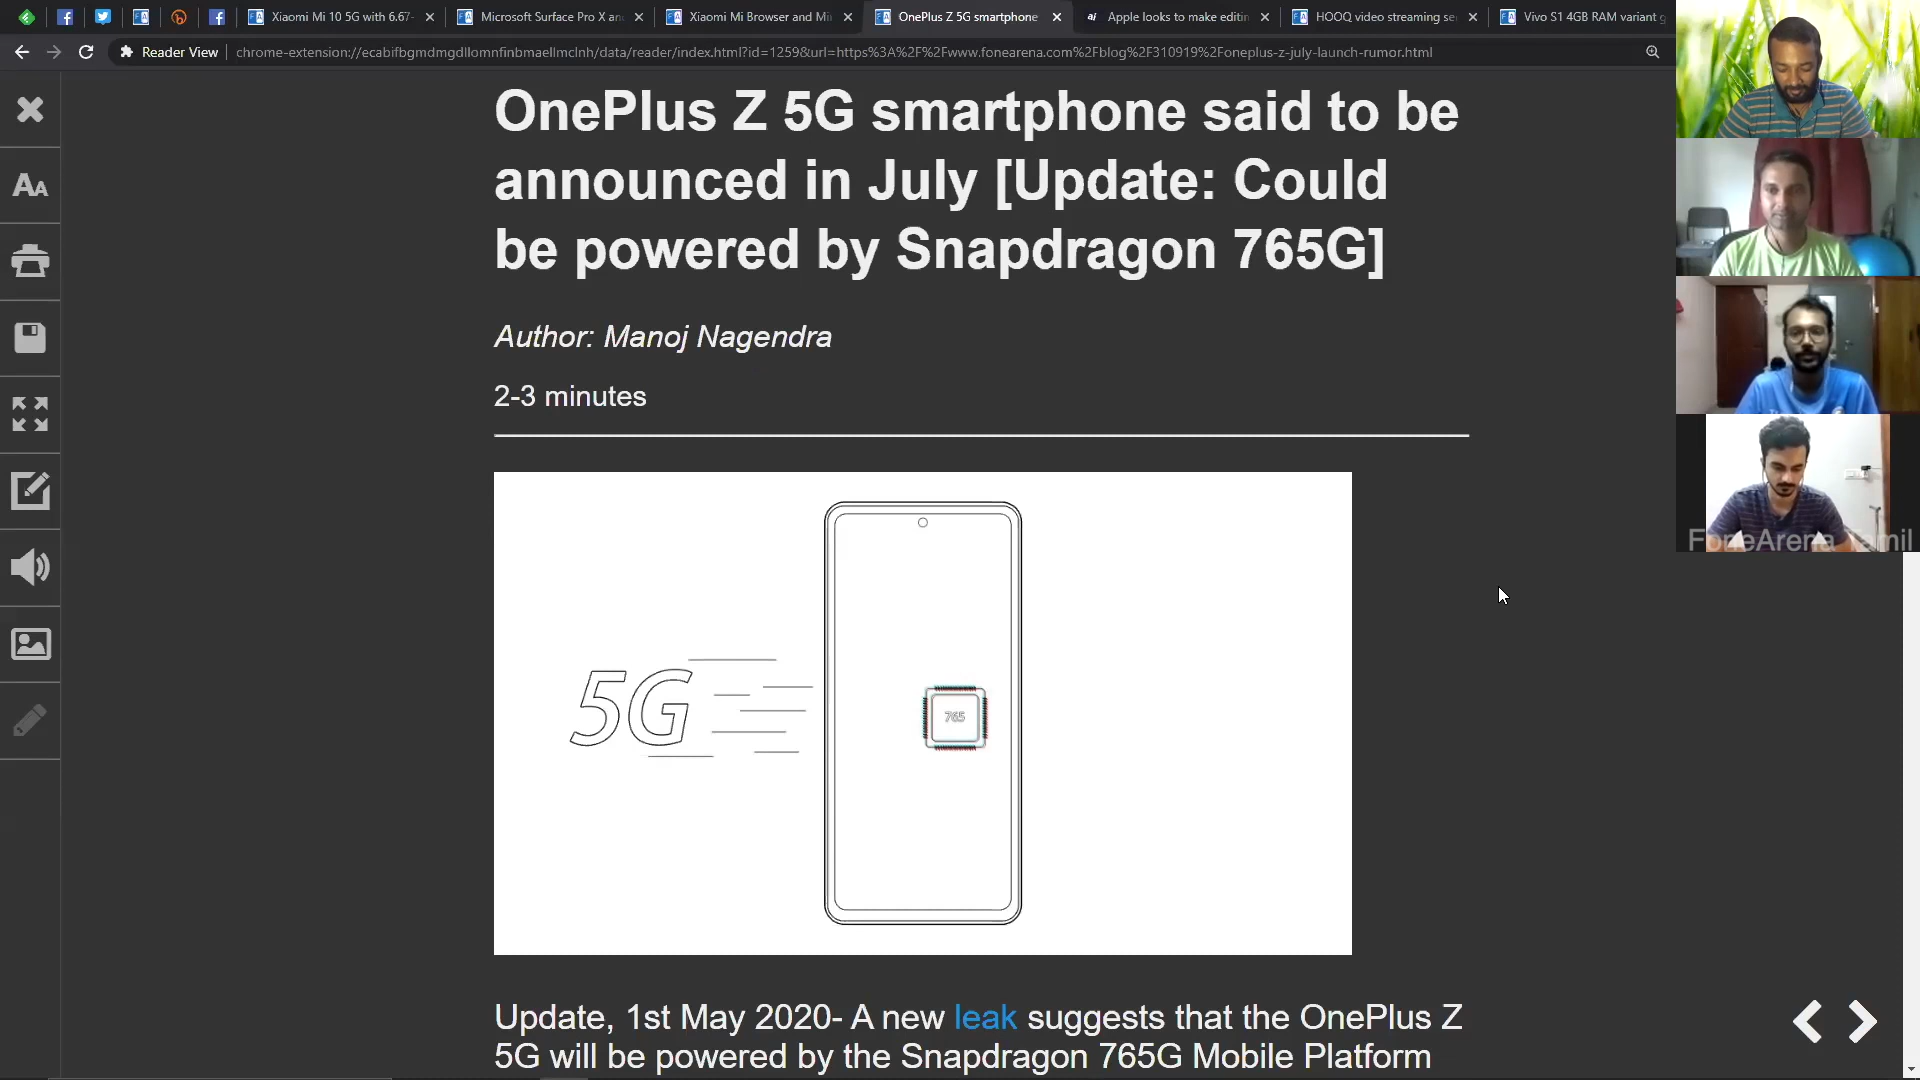 Xiaomi Mi 10 5G with 6.67-
Microsoft Surface Pro X an
Xiaomi Mi Browser and Mi
OnePlus Z 5G smartphone
Apple looks to make editin
HOOQ video streaming se
Vivo S1 4GB RAM variant g
Reader View
chrome-extension://ecabifbgmdmgdllomnfinbmaellmclnh/data/reader/index.html?id=1259&url=https%3A%2F%2Fwww.fonearena.com%2Fblog%2F310919%2Foneplus-z-july-launch-rumor.html
OnePlus Z 5G smartphone said to be
announced in July [Update: Could
be powered by Snapdragon 765G]
Author: Manoj Nagendra
2-3 minutes
AA
5G
765
FoneArena Tamil
Update, 1st May 2020- A new leak suggests that the OnePlus Z
5G will be powered by the Snapdragon 765G Mobile Platform